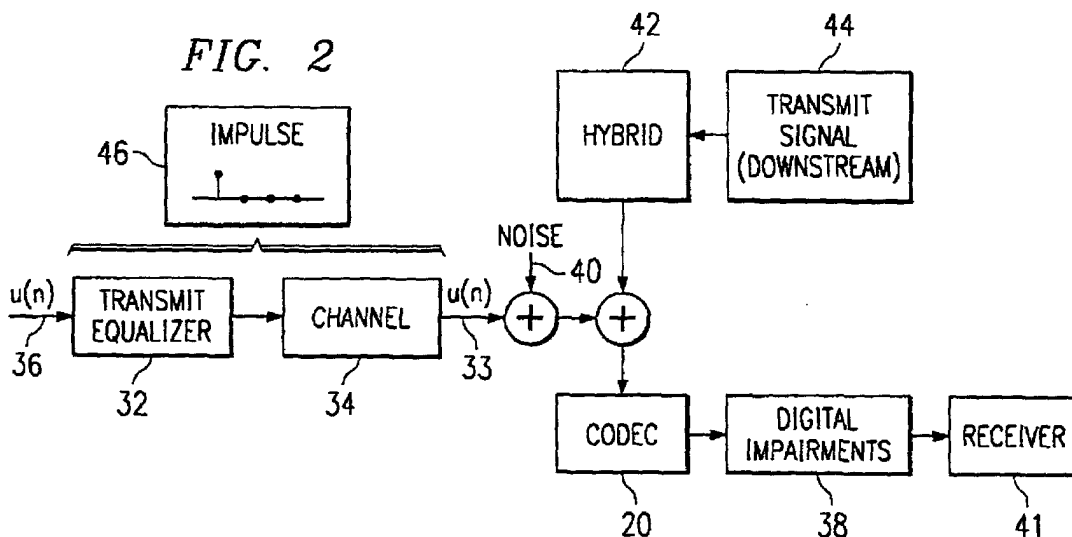 FIG. 2
42
44
46
IMPULSE
HYBRID
TRANSMIT
SIGNAL
(DOWNSTREAM)
NOISE
40
u(n)
TRANSMIT
EQUALIZER
CHANNEL
u(n)
+
+
36
32
34
33
CODEC
DIGITAL
IMPAIRMENTS
RECEIVER
20
38
41